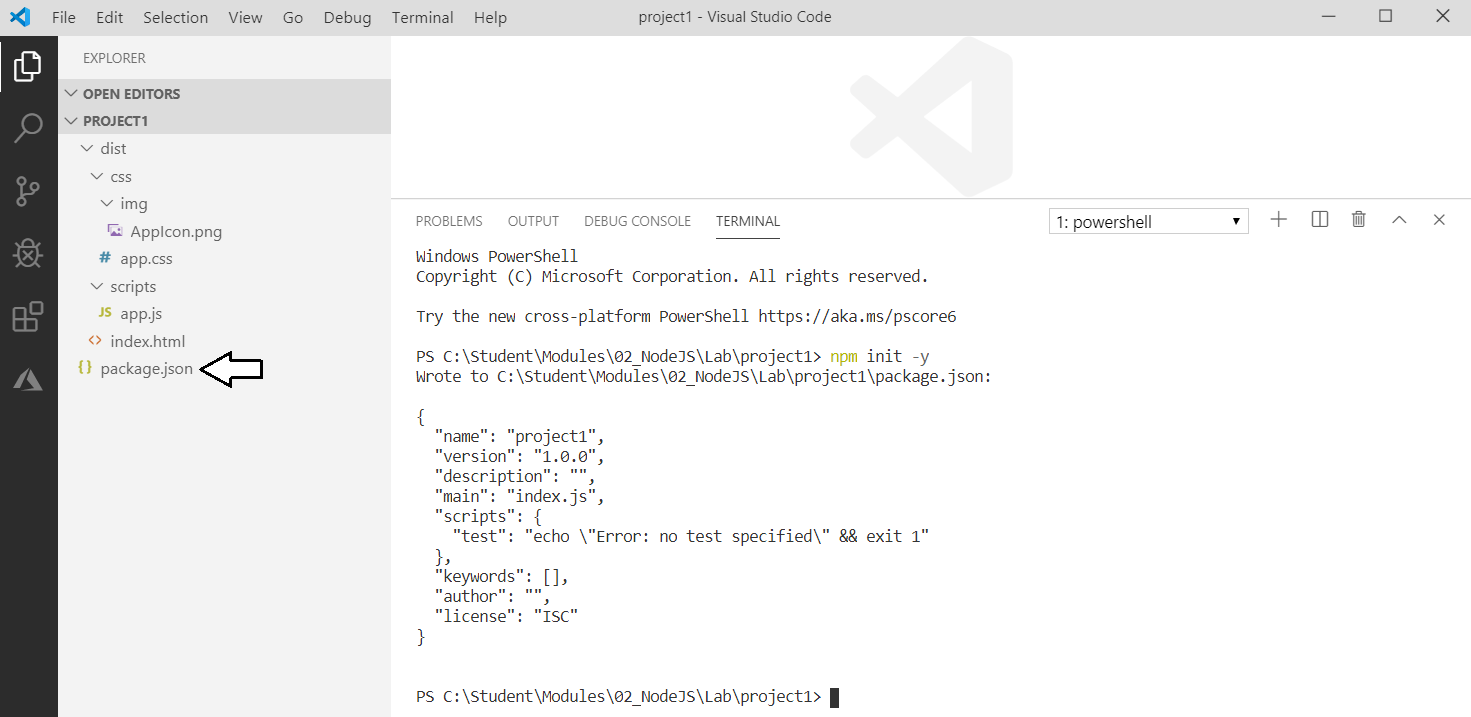 File Edit Selection View Go Debug Terminal Help project1 - Visual Studio Code
EXPLORER
OPEN EDITORS
PROJECT1
dist
css
img
AppIcon.png
# app.css
scripts
JS app.js
<> index.html
{} package.json
PROBLEMS OUTPUT DEBUG CONSOLE TERMINAL 1: powershell
Windows PowerShell
Copyright (C) Microsoft Corporation. All rights reserved.
Try the new cross-platform PowerShell https://aka.ms/pscore6
PS C:\Student\Modules\02_NodeJS\Lab\project1> npm init -y
Wrote to C:\Student\Modules\02_NodeJS\Lab\project1\package.json:
{
  "name": "project1",
  "version": "1.0.0",
  "description": "",
  "main": "index.js",
  "scripts": {
    "test": "echo \"Error: no test specified\" && exit 1"
  },
  "keywords": [],
  "author": "",
  "license": "ISC"
}
PS C:\Student\Modules\02_NodeJS\Lab\project1>